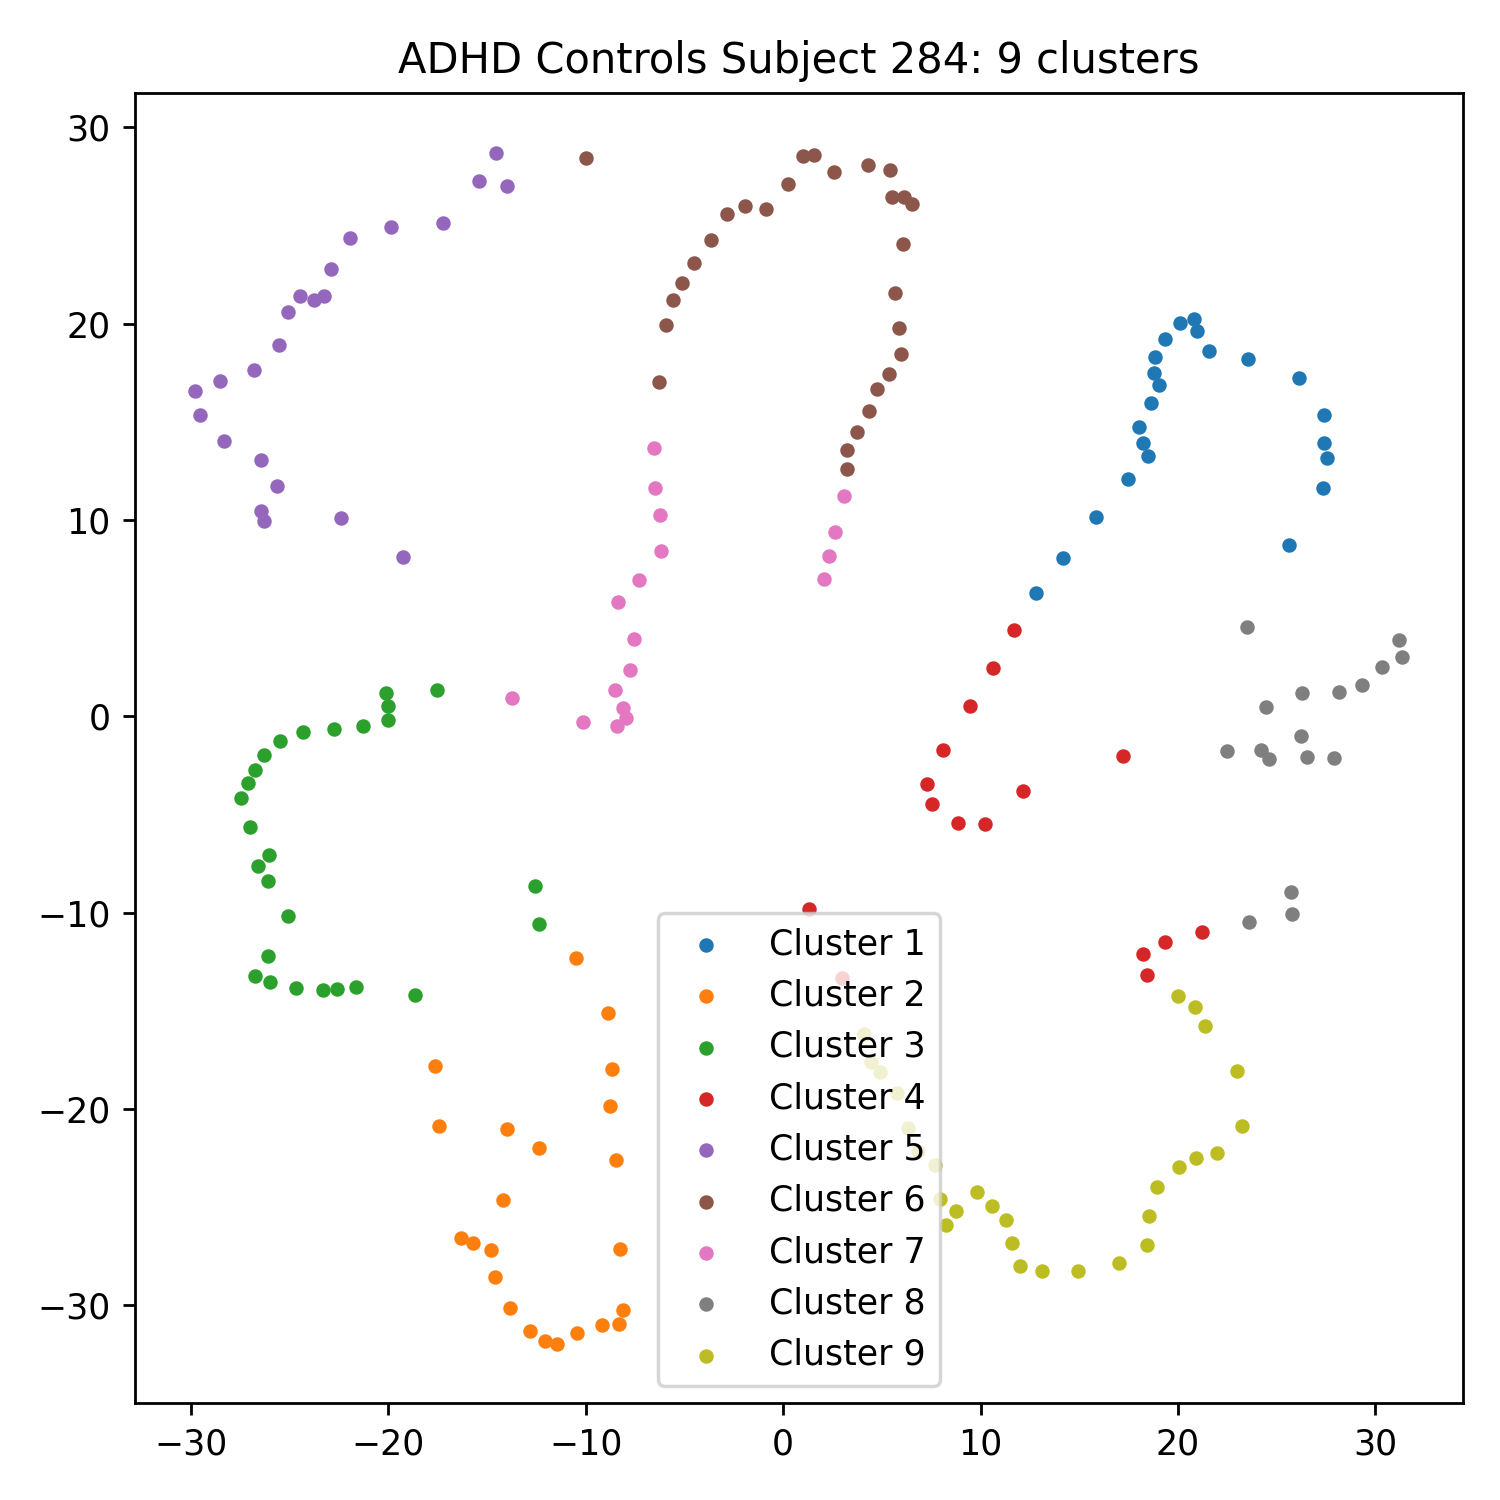 ADHD Controls Subject 284: 9 clusters
30
20
10
0
−10
−20
−30
Cluster 1
Cluster 2
Cluster 3
Cluster 4
Cluster 5
Cluster 6
Cluster 7
Cluster 8
Cluster 9
−30 −20 −10 0 10 20 30